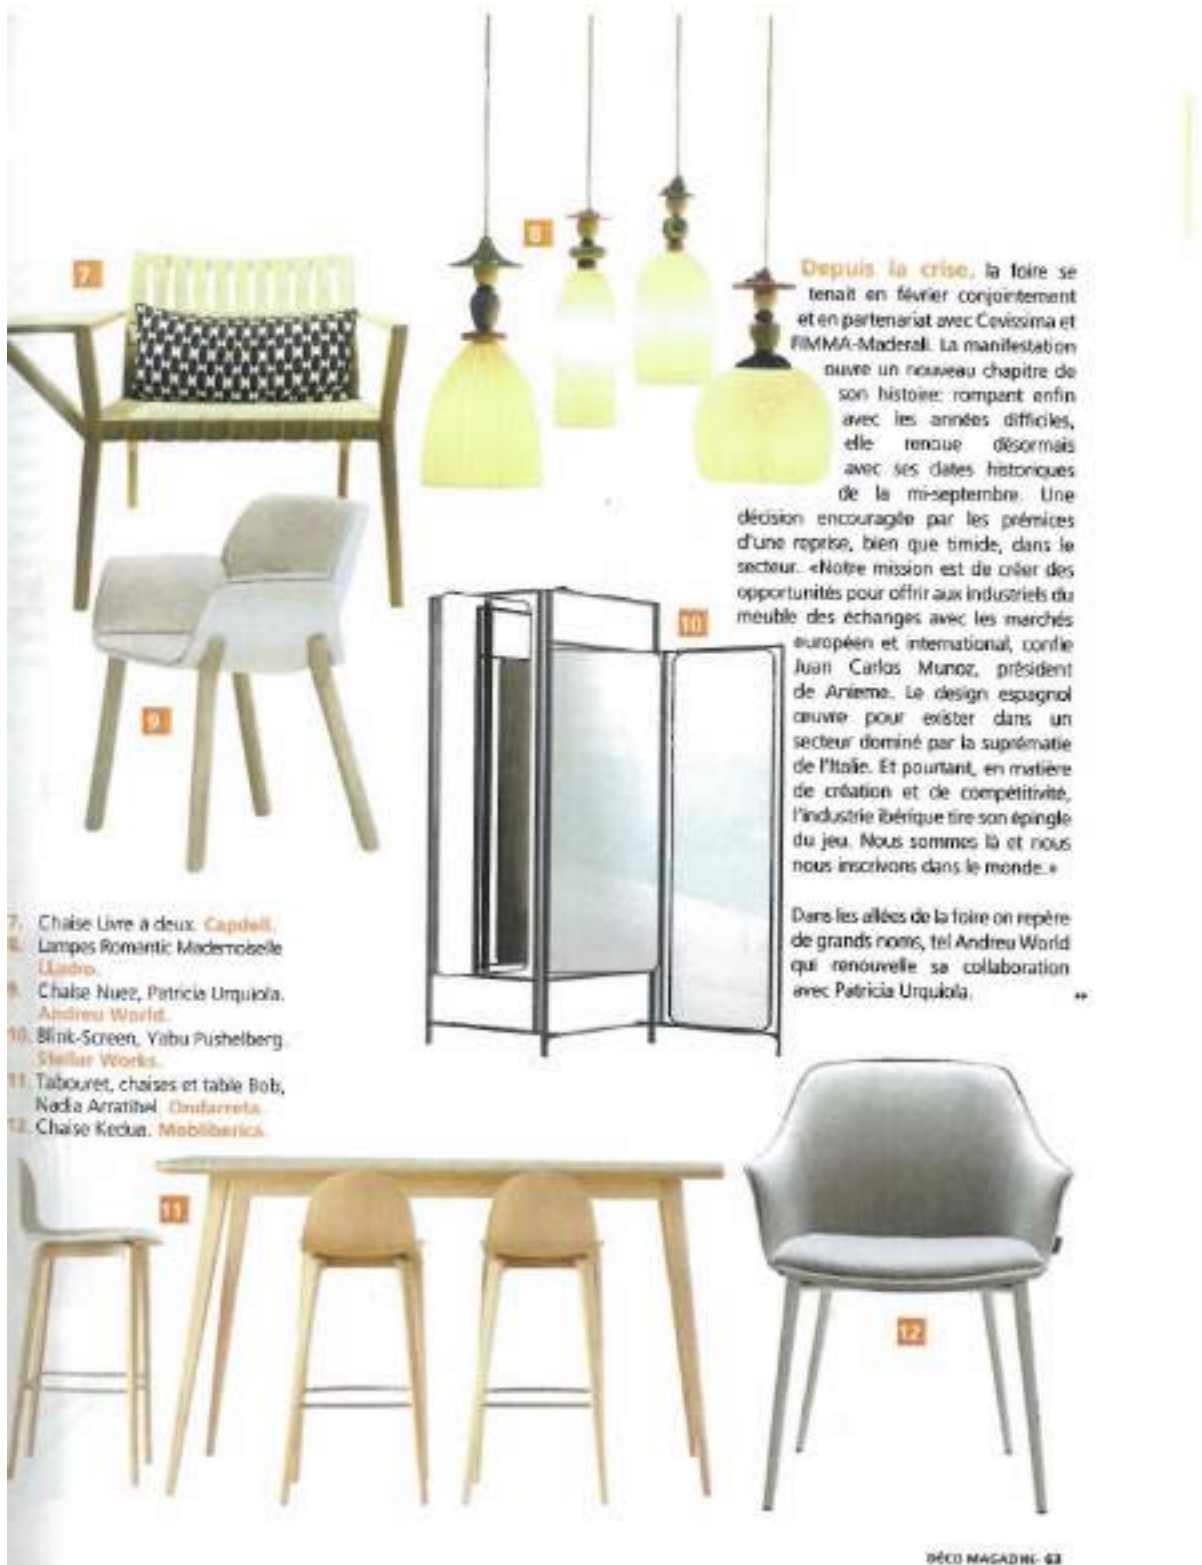 7
8
Depuis la crise, la foire se
tenait en février conjointement
et en partenariat avec Cevissima et
FIMMA-Maderali. La manifestation
ouvre un nouveau chapitre de
son histoire: rompant enfin
avec les années difficiles,
elle renoue désormais
avec ses dates historiques
de la mi-septembre. Une
décision encouragée par les prémices
d'une reprise, bien que timide, dans le
secteur. «Notre mission est de créer des
opportunités pour offrir aux industriels du
meuble des échanges avec les marchés
européen et international, confie
Juan Carlos Munoz, président
de Anieme. Le design espagnol
œuvre pour exister dans un
secteur dominé par la suprématie
de l'Italie. Et pourtant, en matière
de création et de compétitivité,
l'industrie ibérique tire son épingle
du jeu. Nous sommes là et nous
nous inscrivons dans le monde.»
Dans les allées de la foire on repère
de grands noms, tel Andreu World
qui renouvelle sa collaboration
avec Patricia Urquiola.
9
10
7. Chaise Livre à deux. Capdell.
8. Lampes Romantic Mademoiselle
LLadro.
9. Chaise Nuez, Patricia Urquiola.
Andreu World.
10. Blink-Screen, Yabu Pushelberg
Stellar Works.
11. Tabouret, chaises et table Bob,
Nadia Arratibel Ondarreta.
12. Chaise Kedua. Mobliberica.
11
12
DÉCO MAGAZINE 63